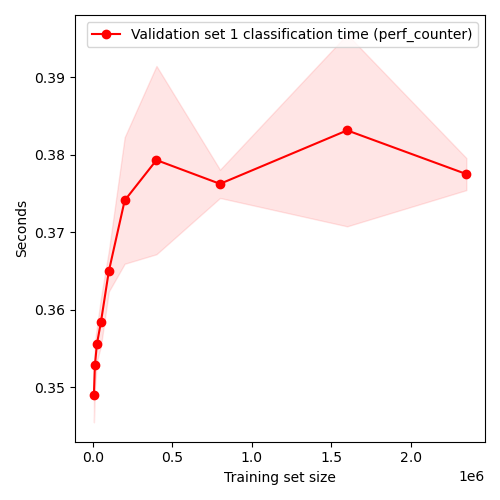 Validation set 1 classification time (perf_counter)
0.39
0.38
0.37
0.36
0.35
Seconds
0.0 0.5 1.0 1.5 2.0
1e6
Training set size